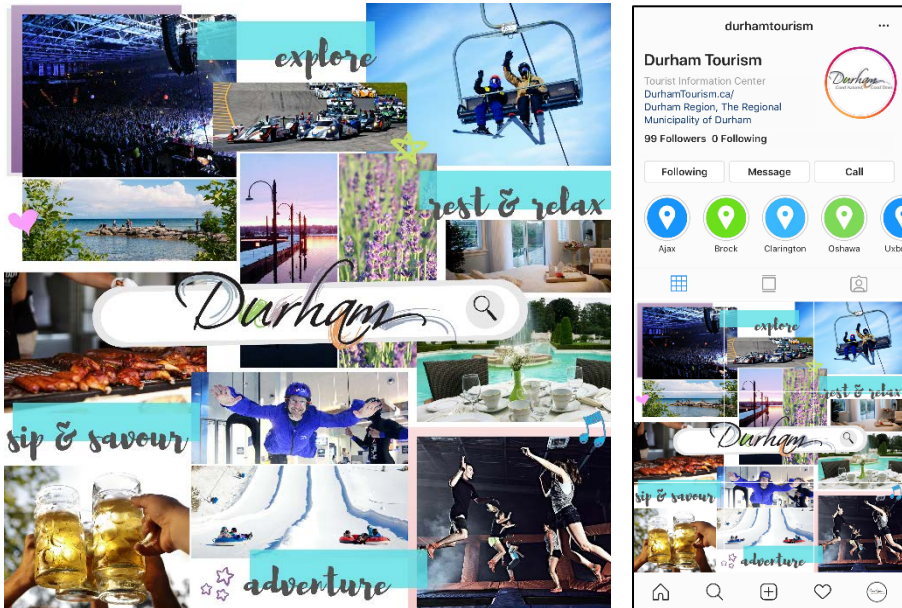 explore
rest & relax
Durham
sip & savour
adventure
durhamtourism
...
Durham Tourism
Tourist Information Center
DurhamTourism.ca/
Durham Region, The Regional
Municipality of Durham
99 Followers 0 Following
Durham
Following
Message
Call
Ajax
Brock
Clarington
Oshawa
Uxb
explore
rest & relax
Durham
sip & savour
adventure